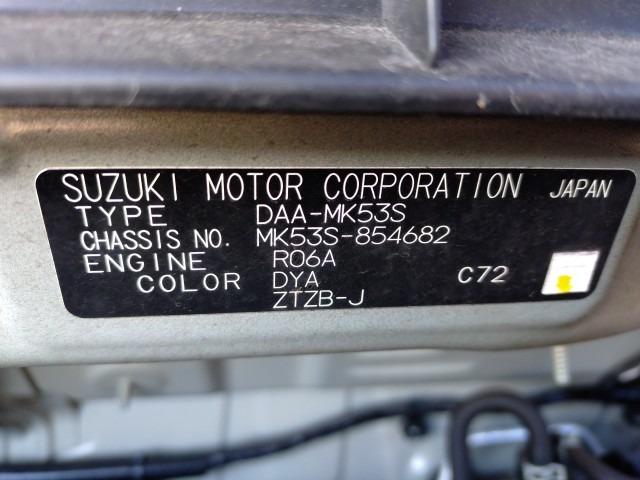 SUZUKI MOTOR CORPORATION JAPAN
TYPE DAA-MK53S
CHASSIS NO. MK53S-854682
ENGINE R06A
COLOR DYA C72
ZTZB-J